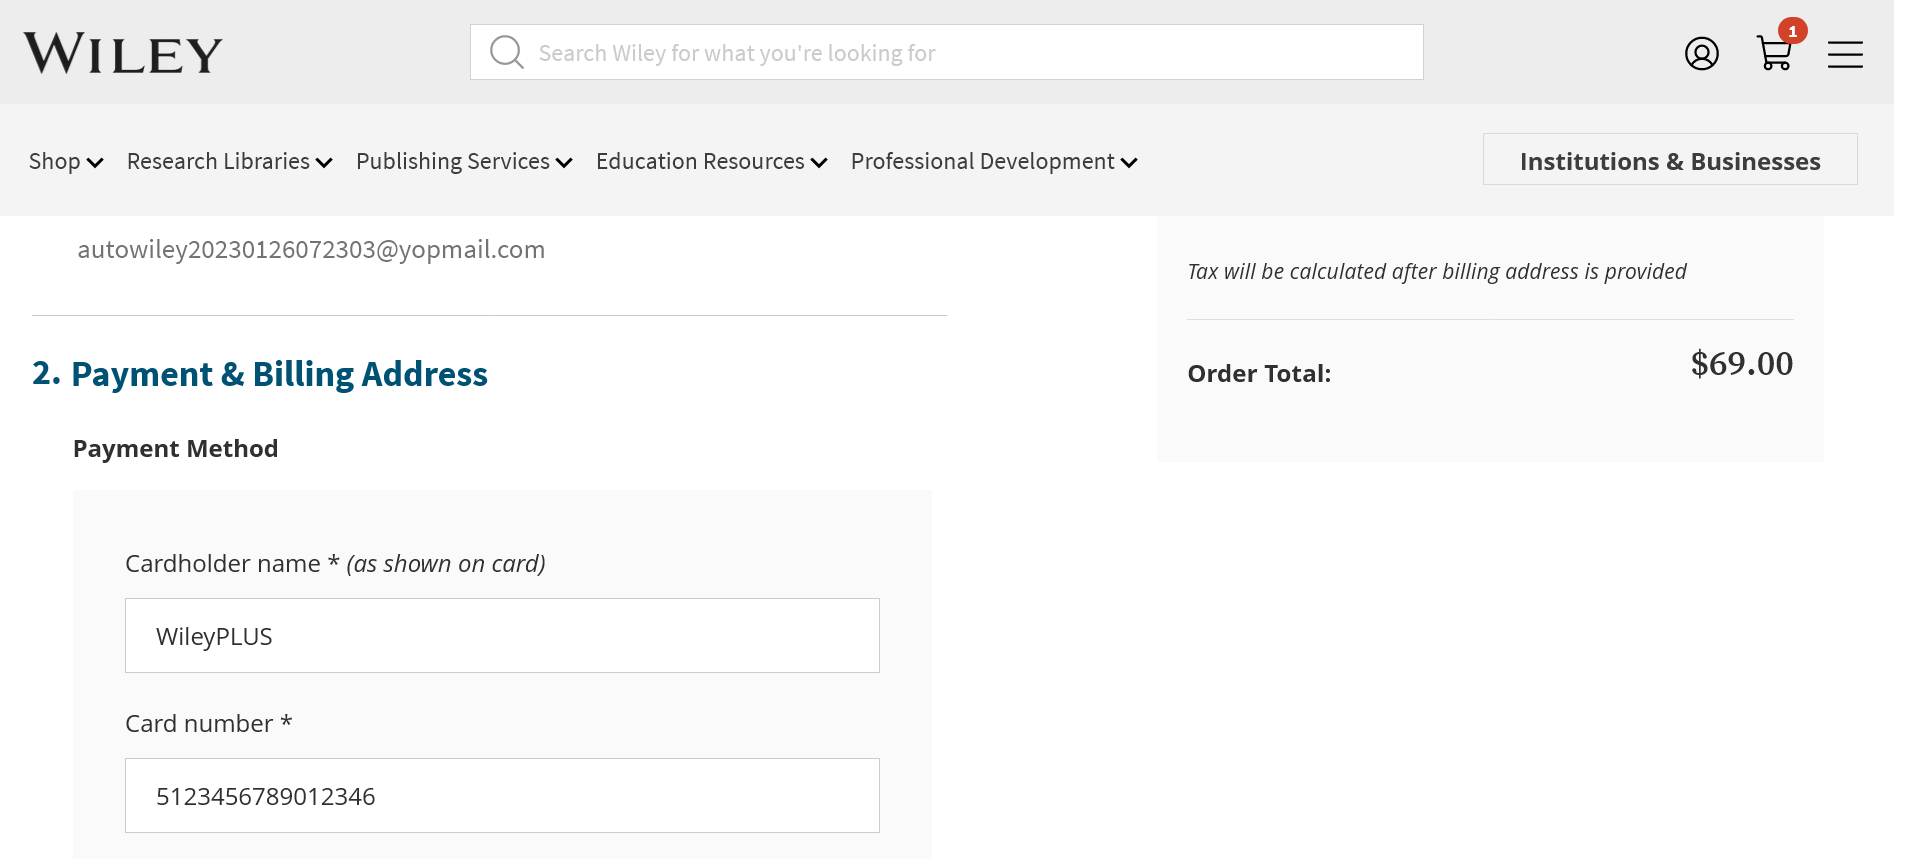 WILEY
Search Wiley for what you're looking for
1
Shop
Research Libraries
Publishing Services
Education Resources
Professional Development
Institutions & Businesses
autowiley20230126072303@yopmail.com
2. Payment & Billing Address
Payment Method
Cardholder name * (as shown on card)
WileyPLUS
Card number *
5123456789012346
Tax will be calculated after billing address is provided
Order Total:
$69.00